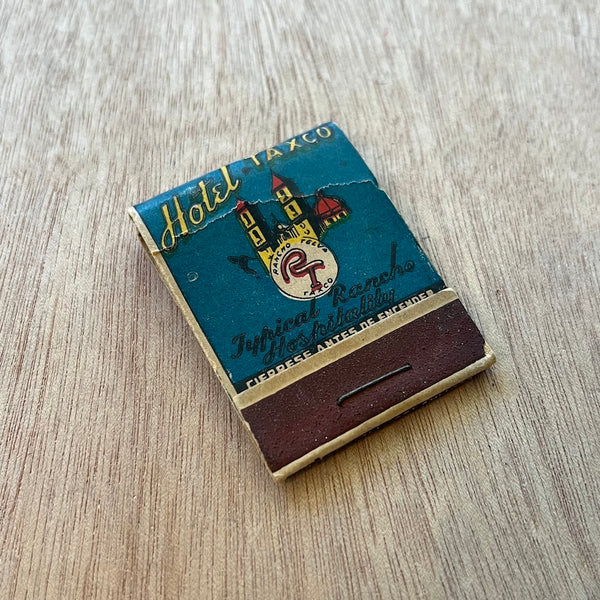 Hotel TAXCO
RANCHO TELVA
RT
TAXCO
Typical Rancho
Hospitality
CIERRESE ANTES DE ENCENDER